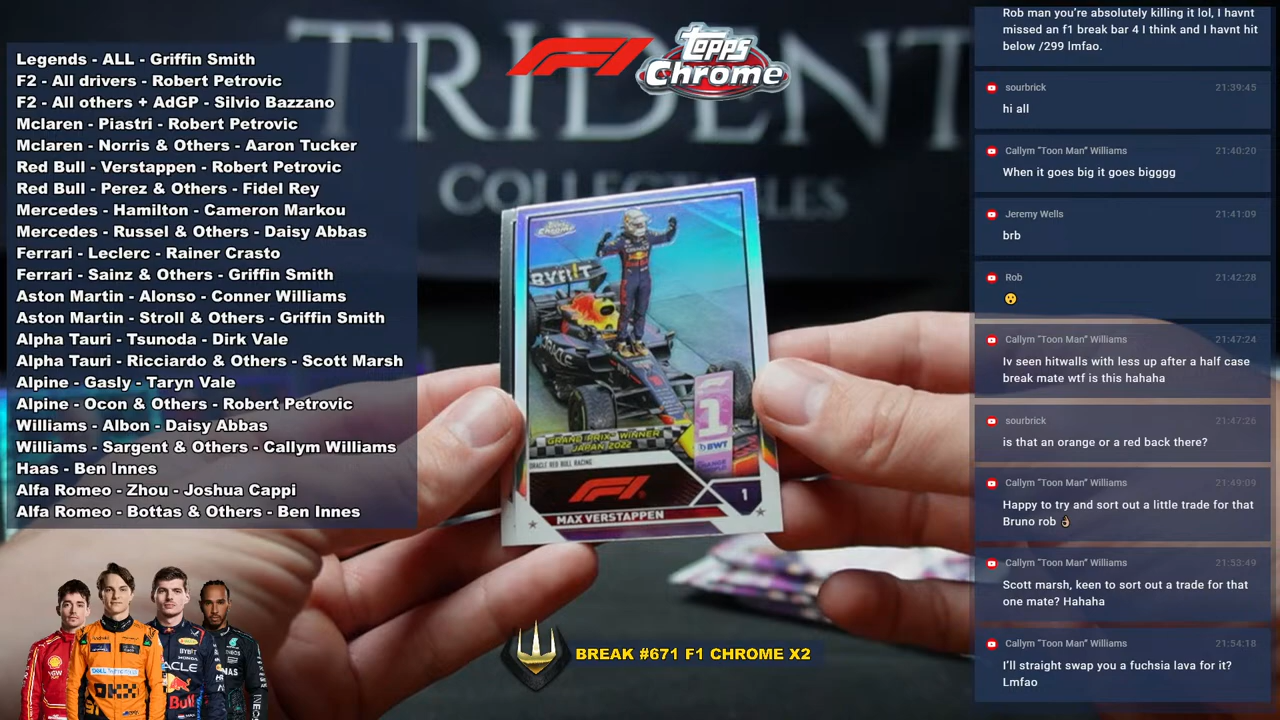 Legends - ALL - Griffin Smith
F2 - All drivers - Robert Petrovic
F2 - All others + AdGP - Silvio Bazzano
Mclaren - Piastri - Robert Petrovic
Mclaren - Norris & Others - Aaron Tucker
Red Bull - Verstappen - Robert Petrovic
Red Bull - Perez & Others - Fidel Rey
Mercedes - Hamilton - Cameron Markou
Mercedes - Russel & Others - Daisy Abbas
Ferrari - Leclerc - Rainer Crasto
Ferrari - Sainz & Others - Griffin Smith
Aston Martin - Alonso - Conner Williams
Aston Martin - Stroll & Others - Griffin Smith
Alpha Tauri - Tsunoda - Dirk Vale
Alpha Tauri - Ricciardo & Others - Scott Marsh
Alpine - Gasly - Taryn Vale
Alpine - Ocon & Others - Robert Petrovic
Williams - Albon - Daisy Abbas
Williams - Sargant & Others - Callym Williams
Haas - Ben Innes
Alfa Romeo - Zhou - Joshua Cappi
Alfa Romeo - Bottas & Others - Ben Innes
TRIDENT
COLLECTABLES
F1
Topps
Chrome
Topps
Chrome
BYBIT
ORACLE
1
BWT
GRAND PRIX™ WINNER
JAPAN 2022
ORACLE RED BULL RACING
F1
1
MAX VERSTAPPEN
BREAK #671 F1 CHROME X2
Rob man you're absolutely killing it lol, I havnt
missed an f1 break bar 4 I think and I havnt hit
below /299 lmfao.
sourbrick 21:39:45
hi all
Callym "Toon Man" Williams 21:40:20
When it goes big it goes bigggg
Jeremy Wells 21:41:09
brb
Rob 21:42:28
😮
Callym "Toon Man" Williams 21:47:24
Iv seen hitwalls with less up after a half case
break mate wtf is this hahaha
sourbrick 21:47:26
is that an orange or a red back there?
Callym "Toon Man" Williams 21:49:09
Happy to try and sort out a little trade for that
Bruno rob 👌🏼
Callym "Toon Man" Williams 21:53:49
Scott marsh, keen to sort out a trade for that
one mate? Hahaha
Callym "Toon Man" Williams 21:54:18
I'll straight swap you a fuchsia lava for it?
Lmfao